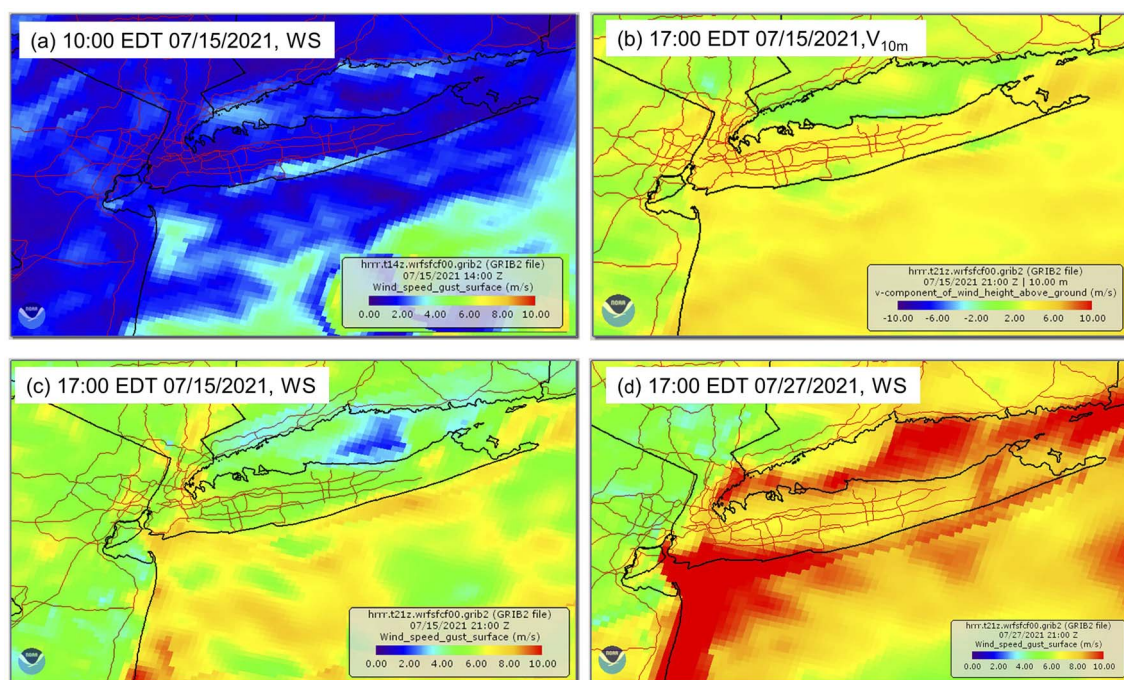 (a) 10:00 EDT 07/15/2021, WS
hrrr.t14z.wrfsfcf00.grib2 (GRIB2 file)
07/15/2021 14:00 Z
Wind_speed_gust_surface (m/s)
0.00 2.00 4.00 6.00 8.00 10.00
NOAA
(b) 17:00 EDT 07/15/2021,V10m
hrrr.t21z.wrfsfcf00.grib2 (GRIB2 file)
07/15/2021 21:00 Z | 10.00 m
v-component_of_wind_height_above_ground (m/s)
-10.00 -6.00 -2.00 2.00 6.00 10.00
NOAA
(c) 17:00 EDT 07/15/2021, WS
hrrr.t21z.wrfsfcf00.grib2 (GRIB2 file)
07/15/2021 21:00 Z
Wind_speed_gust_surface (m/s)
0.00 2.00 4.00 6.00 8.00 10.00
NOAA
(d) 17:00 EDT 07/27/2021, WS
hrrr.t21z.wrfsfcf00.grib2 (GRIB2 file)
07/27/2021 21:00 Z
Wind_speed_gust_surface (m/s)
0.00 2.00 4.00 6.00 8.00 10.00
NOAA